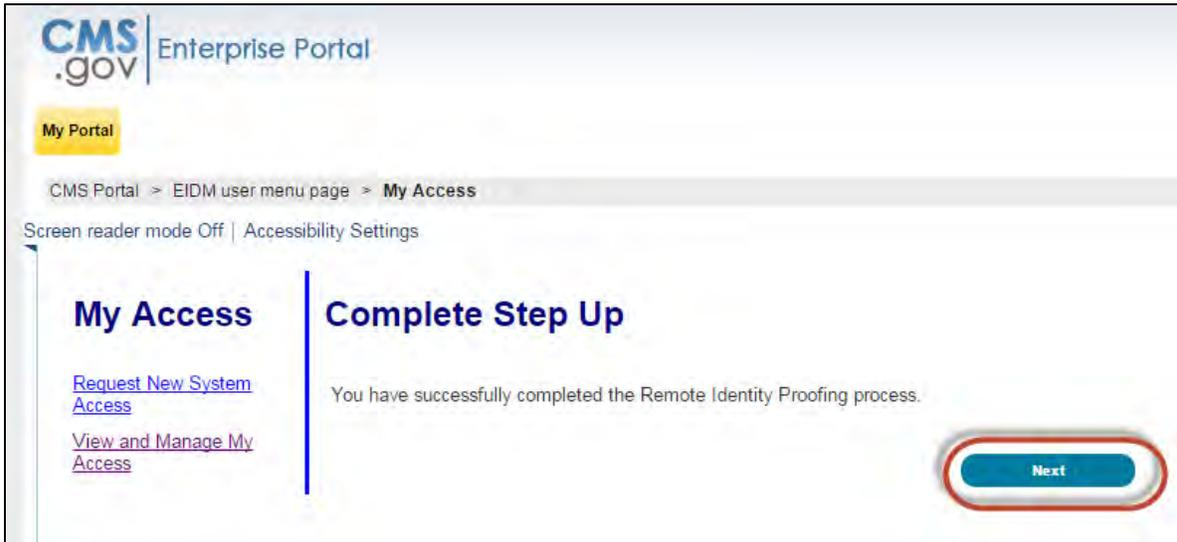 CMS
.gov
Enterprise Portal
My Portal
CMS Portal > EIDM user menu page > My Access
Screen reader mode Off | Accessibility Settings
My Access
Request New System
Access
View and Manage My
Access
Complete Step Up
You have successfully completed the Remote Identity Proofing process.
Next